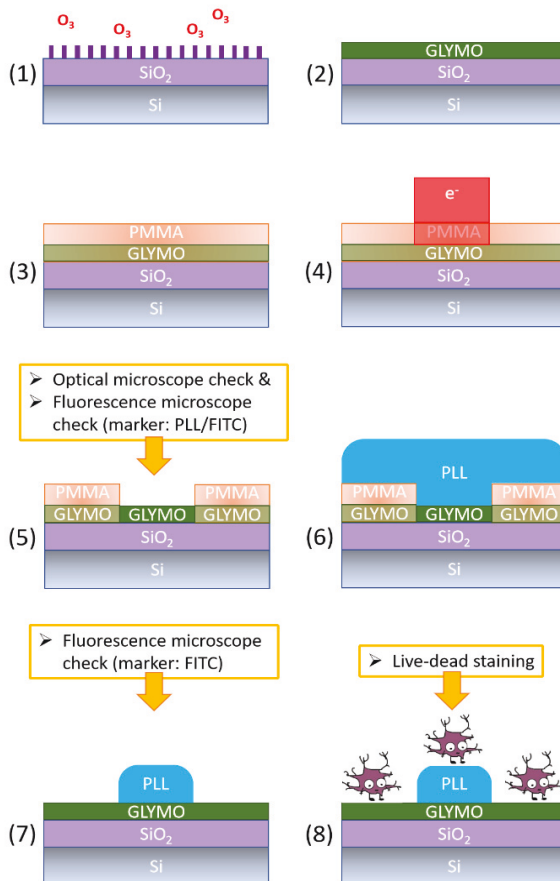 O3 O3 O3 O3
(1) SiO2
Si
(2) GLYMO
SiO2
Si
(3) PMMA
GLYMO
SiO2
Si
(4) e-
PMMA
GLYMO
SiO2
Si
➢ Optical microscope check &
➢ Fluorescence microscope
check (marker: PLL/FITC)
(5) PMMA PMMA
GLYMO GLYMO GLYMO
SiO2
Si
(6) PLL
PMMA PMMA
GLYMO GLYMO GLYMO
SiO2
Si
➢ Fluorescence microscope
check (marker: FITC)
(7) PLL
GLYMO
SiO2
Si
➢ Live-dead staining
(8) PLL
GLYMO
SiO2
Si